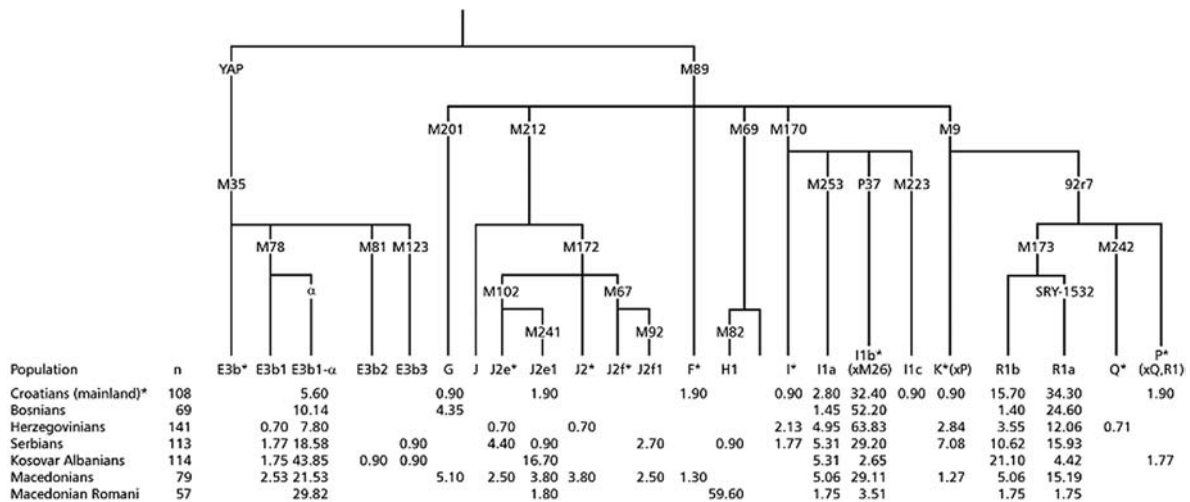 YAP M89
M201 M212 M69 M170 M9
M35 M253 P37 M223 92r7
M78 M81 M123 M172 M173 M242
α M102 M67 SRY-1532
M241 M92 M82
I1b* P*
Population n E3b* E3b1 E3b1-α E3b2 E3b3 G J J2e* J2e1 J2* J2f* J2f1 F* H1 I* I1a (xM26) I1c K*(xP) R1b R1a Q* (xQ,R1)
Croatians (mainland)* 108 5.60 0.90 1.90 1.90 0.90 2.80 32.40 0.90 0.90 15.70 34.30 1.90
Bosnians 69 10.14 4.35 1.45 52.20 1.40 24.60
Herzegovinians 141 0.70 7.80 0.70 0.70 2.13 4.95 63.83 2.84 3.55 12.06 0.71
Serbians 113 1.77 18.58 0.90 4.40 0.90 2.70 0.90 1.77 5.31 29.20 7.08 10.62 15.93
Kosovar Albanians 114 1.75 43.85 0.90 0.90 16.70 5.31 2.65 21.10 4.42 1.77
Macedonians 79 2.53 21.53 5.10 2.50 3.80 3.80 2.50 1.30 5.06 29.11 1.27 5.06 15.19
Macedonian Romani 57 29.82 1.80 59.60 1.75 3.51 1.75 1.75